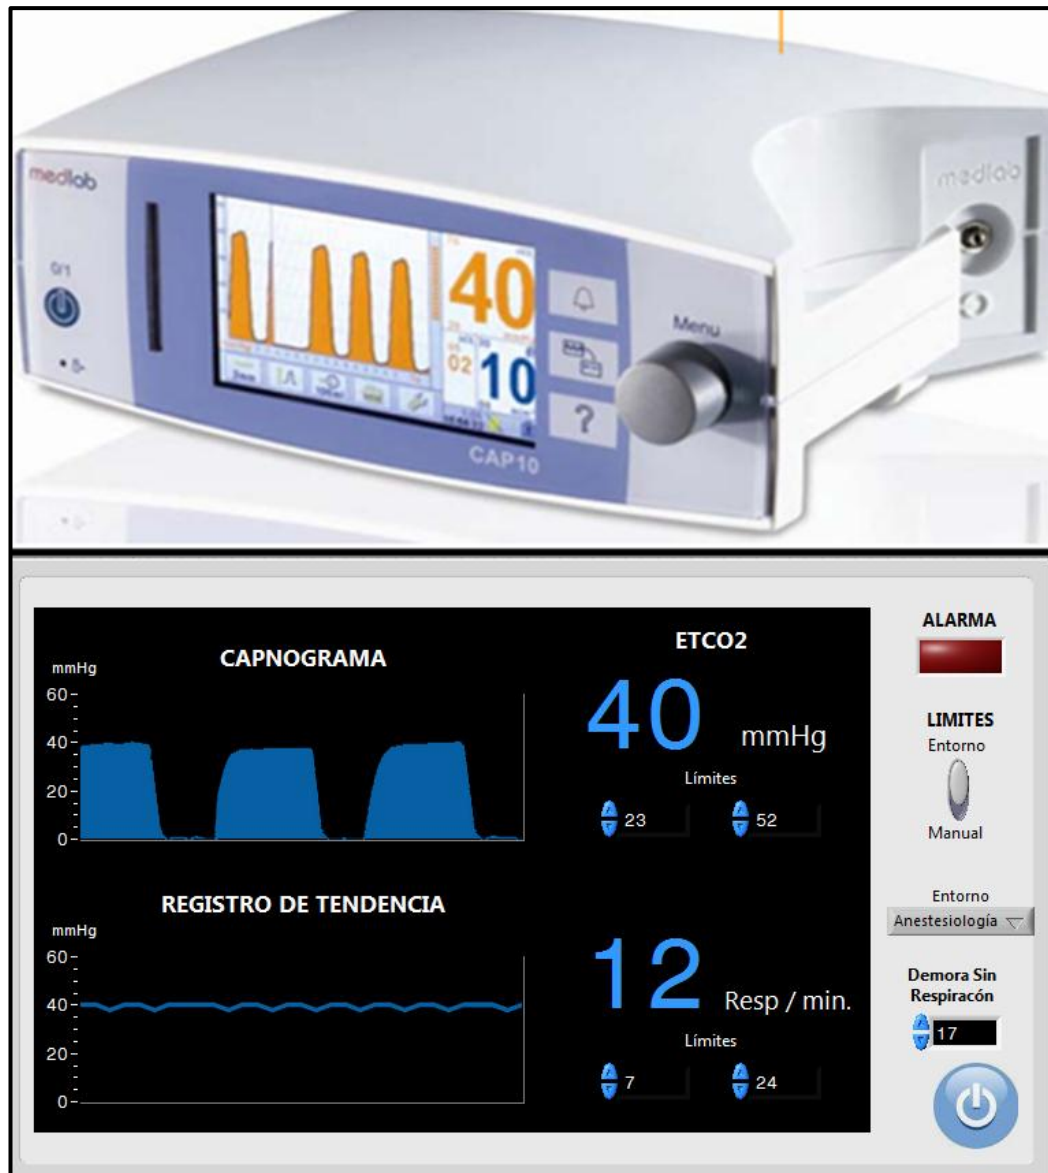 medlab
medlab
0/1
40
02
10
Menu
?
CAP10
ALARMA
CAPNOGRAMA
ETCO2
mmHg
60
40
20
0
40 mmHg
Límites
23 52
LIMITES
Entorno
Manual
REGISTRO DE TENDENCIA
mmHg
60
40
20
0
12 Resp / min.
Límites
7 24
Entorno
Anestesiología
Demora Sin
Respiracón
17